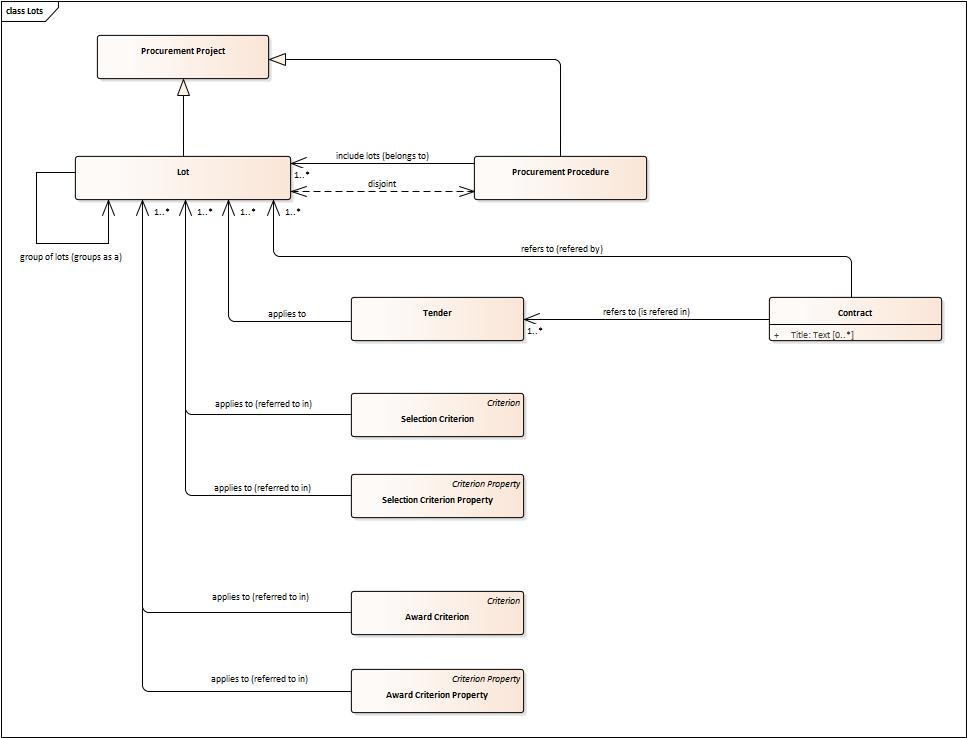 class Lots
Procurement Project
Lot
include lots (belongs to)
1..*
disjoint
Procurement Procedure
1..*
1..*
1..*
1..*
group of lots (groups as a)
refers to (refered by)
applies to
Tender
1..*
refers to (is refered in)
Contract
+ Title: Text [0..*]
applies to (referred to in)
Criterion
Selection Criterion
applies to (referred to in)
Criterion Property
Selection Criterion Property
applies to (referred to in)
Criterion
Award Criterion
applies to (referred to in)
Criterion Property
Award Criterion Property